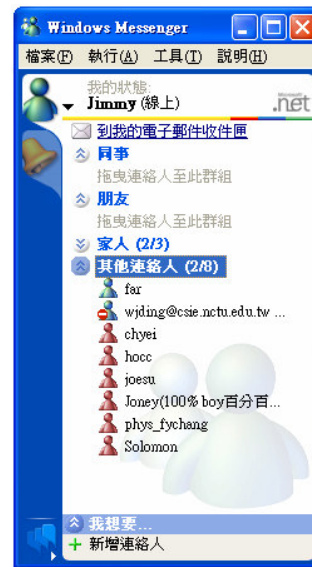 Windows Messenger
檔案(F) 執行(A) 工具(T) 說明(H)
我的狀態:
Jimmy (線上)
Microsoft
.net
到我的電子郵件收件匣
同事
拖曳連絡人至此群組
朋友
拖曳連絡人至此群組
家人 (2/3)
其他連絡人 (2/8)
far
wjding@csie.nctu.edu.tw ...
chyei
hocc
joesu
Joney(100% boy百分百...
phys_fychang
Solomon
我想要...
新增連絡人